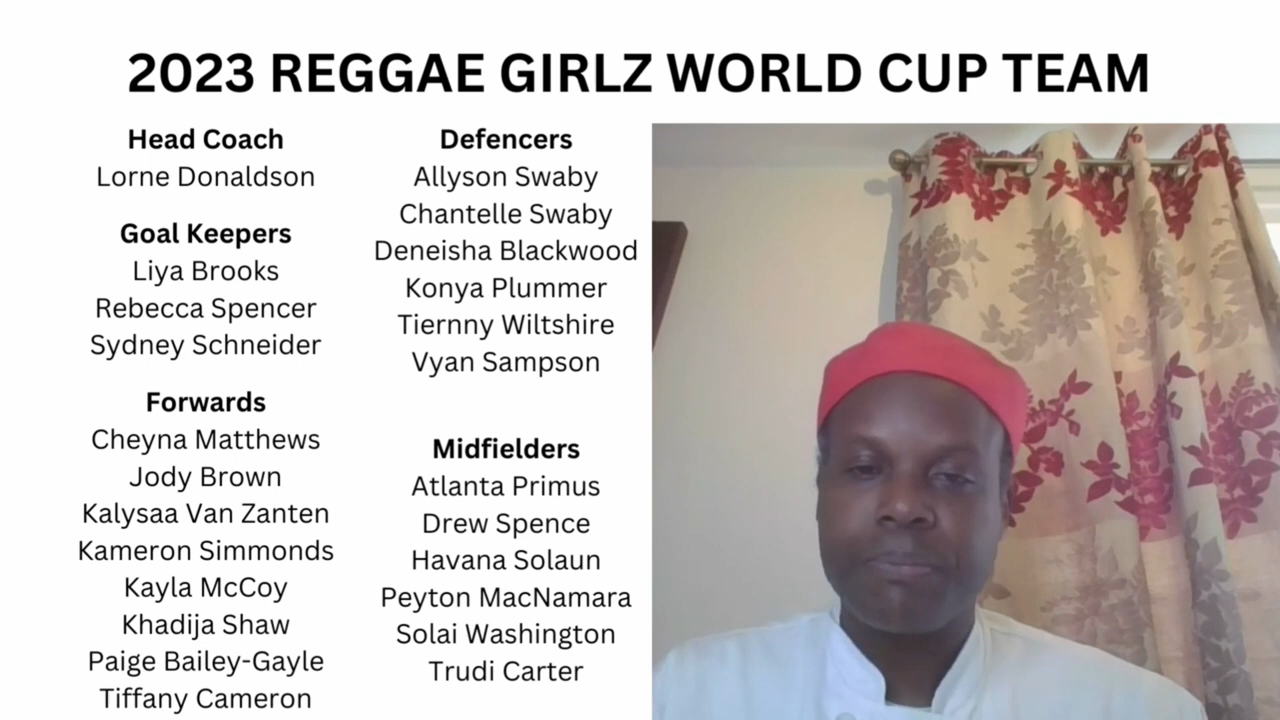 2023 REGGAE GIRLZ WORLD CUP TEAM
Head Coach
Lorne Donaldson
Goal Keepers
Liya Brooks
Rebecca Spencer
Sydney Schneider
Forwards
Cheyna Matthews
Jody Brown
Kalysaa Van Zanten
Kameron Simmonds
Kayla McCoy
Khadija Shaw
Paige Bailey-Gayle
Tiffany Cameron
Defencers
Allyson Swaby
Chantelle Swaby
Deneisha Blackwood
Konya Plummer
Tiernny Wiltshire
Vyan Sampson
Midfielders
Atlanta Primus
Drew Spence
Havana Solaun
Peyton MacNamara
Solai Washington
Trudi Carter